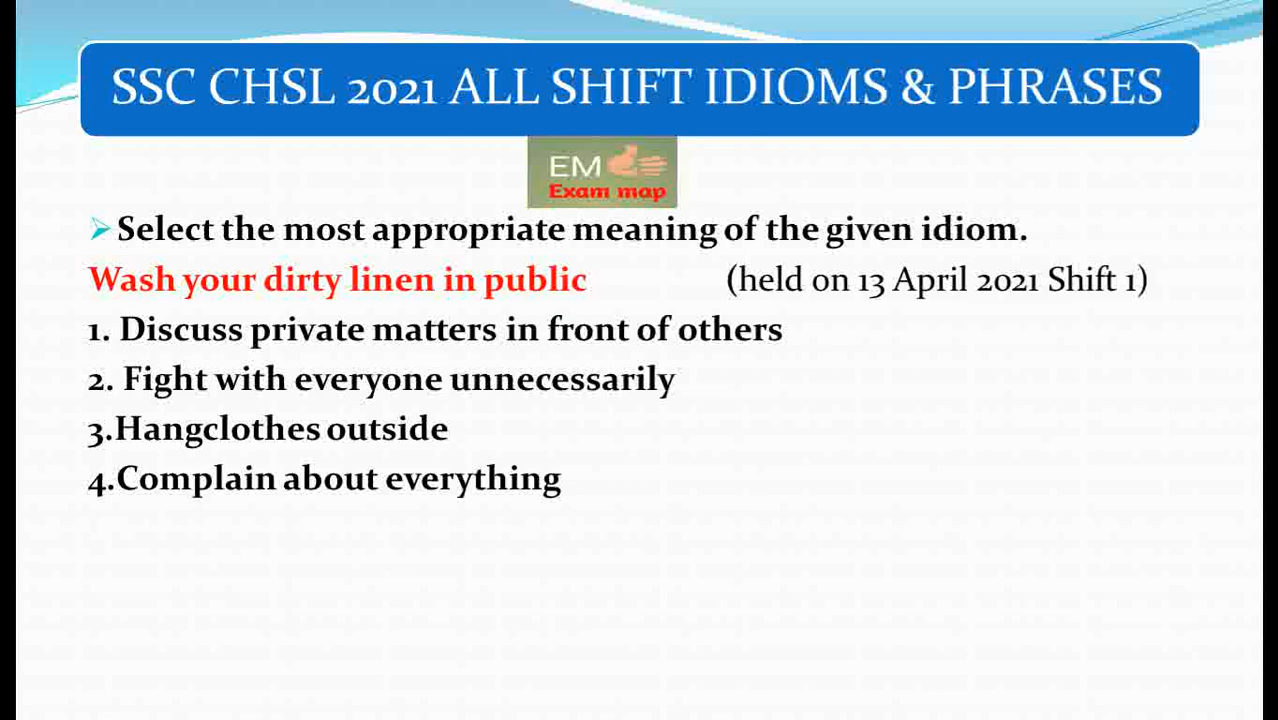 SSC CHSL 2021 ALL SHIFT IDIOMS & PHRASES
EM
Exam map
Select the most appropriate meaning of the given idiom.
Wash your dirty linen in public (held on 13 April 2021 Shift 1)
1. Discuss private matters in front of others
2. Fight with everyone unnecessarily
3.Hangclothes outside
4.Complain about everything